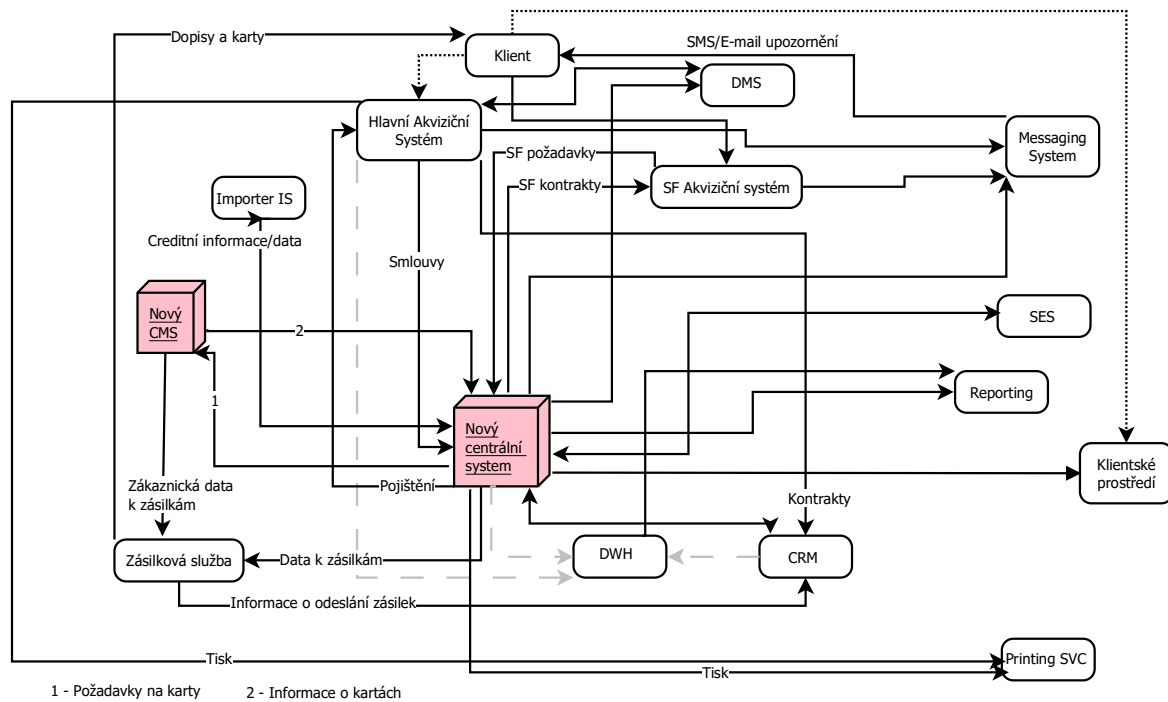 Dopisy a karty
Klient
SMS/E-mail upozornění
DMS
Hlavní Akviziční
Systém
Messaging
System
SF požadavky
SF kontrakty
SF Akviziční systém
Importer IS
Creditní informace/data
Smlouvy
Nový
CMS
2
SES
1
Reporting
Nový
centrální
system
Klientské
prostředí
Zákaznická data
k zásilkám
Pojištění
Kontrakty
Zásilková služba
Data k zásilkám
DWH
CRM
Informace o odeslání zásilek
Tisk
Printing SVC
Tisk
1 - Požadavky na karty
2 - Informace o kartách